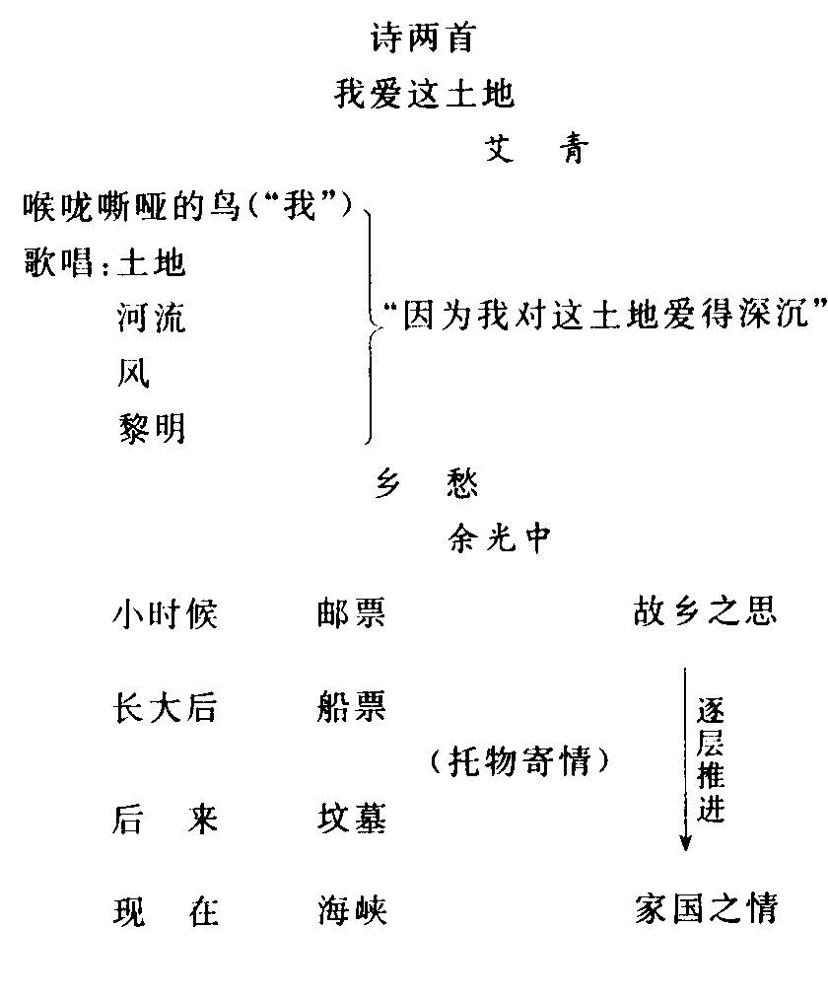 诗两首
我爱这土地
艾 青
喉咙嘶哑的鸟(“我”)
歌唱:土地
河流
风
黎明
“因为我对这土地爱得深沉”
乡 愁
余光中
小时候 邮票 故乡之思
长大后 船票
(托物寄情)
逐层推进
后 来 坟墓
现 在 海峡 家国之情